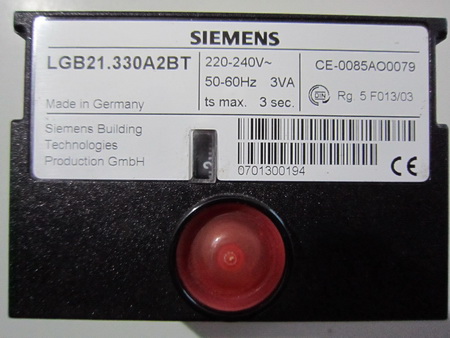 SIEMENS
LGB21.330A2BT
220-240V~
50-60Hz 3VA
ts max. 3 sec.
CE-0085AO0079
Rg. 5 F013/03
Made in Germany
Siemens Building
Technologies
Production GmbH
0701300194
CE